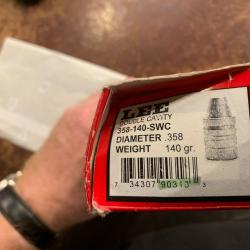 LEE
DOUBLE CAVITY
358-140-SWC
DIAMETER .358
WEIGHT 140 gr.
7 34307 90313 3